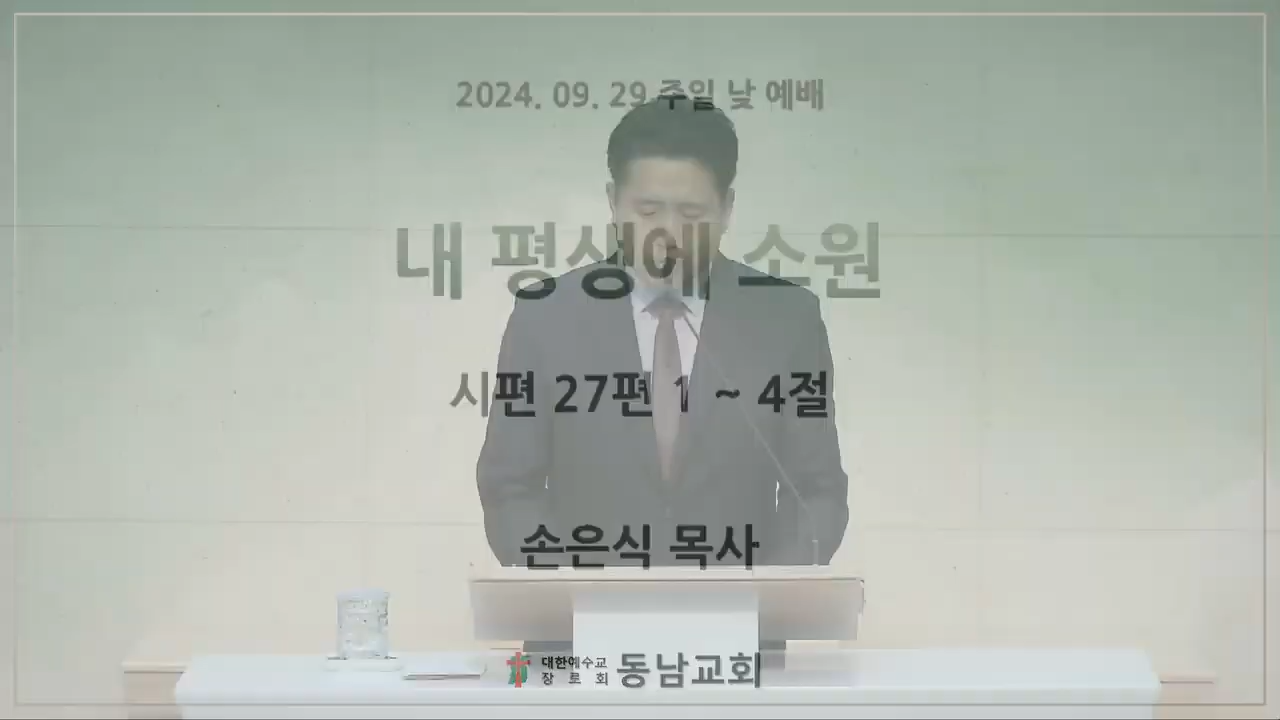 2024. 09. 29 주일 낮 예배
내 평생에 소원
시편 27편 1 ~ 4절
손은식 목사
대한예수교
장로회 동남교회